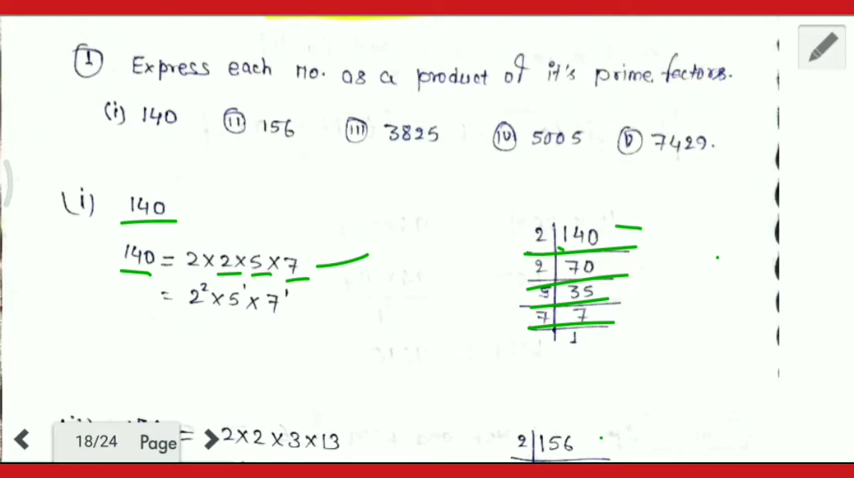 ① Express each no. as a product of it's prime factors.
(i) 140 (ii) 156 (iii) 3825 (iv) 5005 (v) 7429.
(i) 140
140 = 2×2×5×7
= 2²×5¹×7¹
2 | 140
2 | 70
5 | 35
7 | 7
1
= 2×2×3×13
2 | 156
18/24 Page